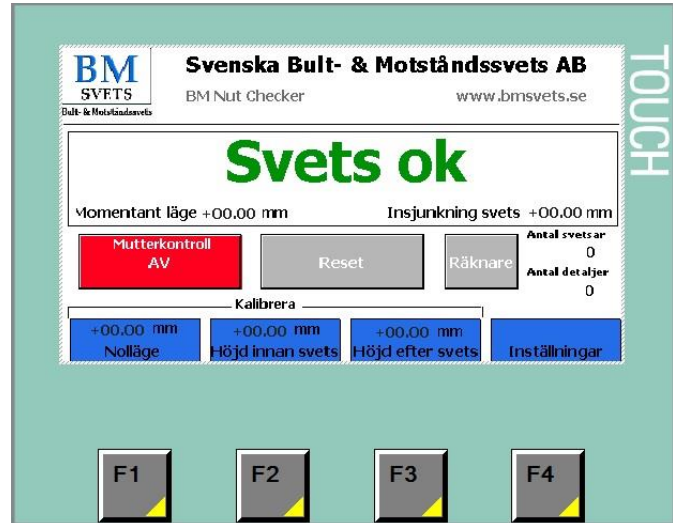 BM
SVETS
Bult- & Motståndssvets
Svenska Bult- & Motståndssvets AB
BM Nut Checker www.bmsvets.se
TOUCH
Svets ok
Momentant läge +00.00 mm Insjunkning svets +00.00 mm
Mutterkontroll
AV
Reset
Räknare
Antal svetsar
0
Antal detaljer
0
Kalibrera
+00.00 mm +00.00 mm +00.00 mm
Nolläge Höjd innan svets Höjd efter svets Inställningar
F1 F2 F3 F4